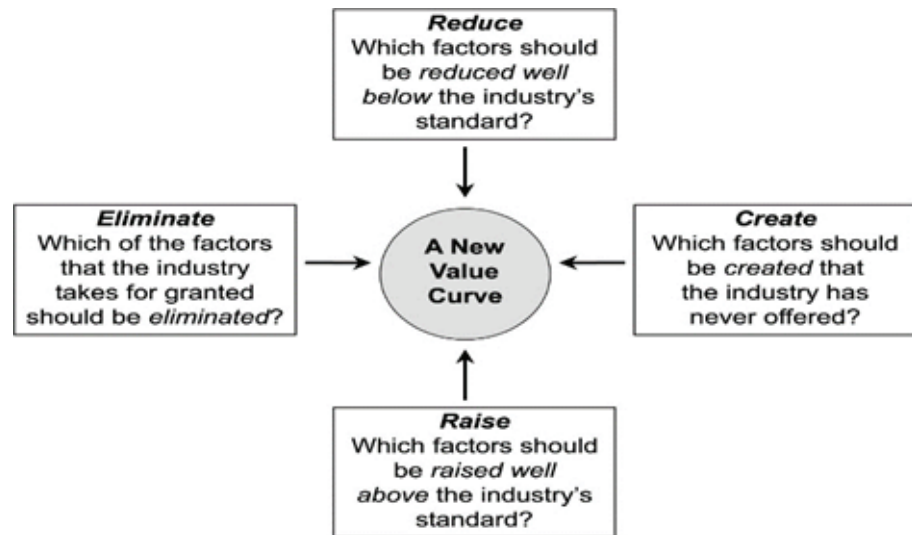 Reduce
Which factors should
be reduced well
below the industry's
standard?
Eliminate
Which of the factors
that the industry
takes for granted
should be eliminated?
A New
Value
Curve
Create
Which factors should
be created that
the industry has
never offered?
Raise
Which factors should
be raised well
above the industry's
standard?